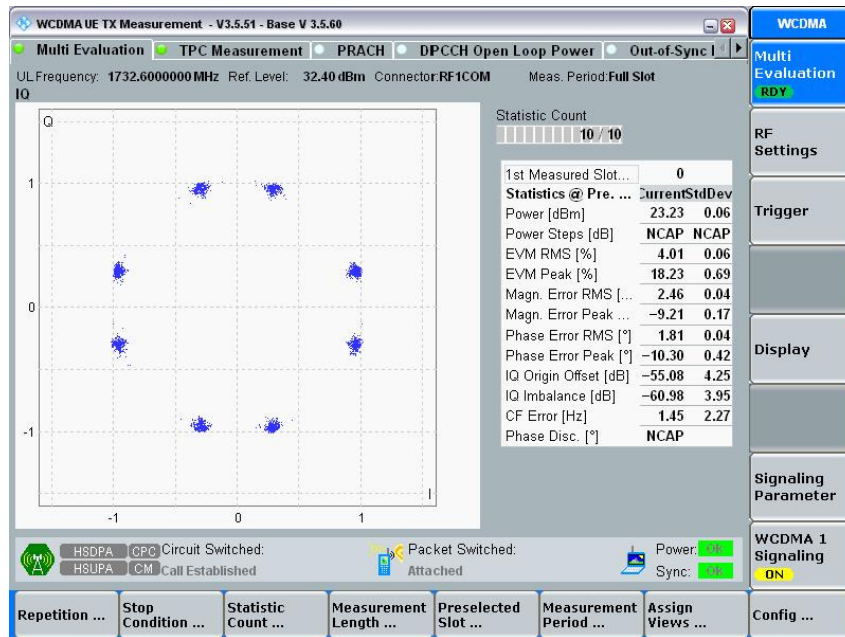 WCDMA UE TX Measurement - V3.5.51 - Base V 3.5.60
WCDMA
Multi Evaluation TPC Measurement PRACH DPCCH Open Loop Power Out-of-Sync
Multi Evaluation
RDY
UL Frequency: 1732.6000000 MHz Ref. Level: 32.40 dBm Connector:RF1COM Meas. Period:Full Slot
IQ
RF Settings
Trigger
Display
Signaling Parameter
WCDMA 1 Signaling
ON
Q
1
0
-1
-1 0 1
I
Statistic Count
10 / 10
1st Measured Slot... 0
Statistics @ Pre. ... Current StdDev
Power [dBm] 23.23 0.06
Power Steps [dB] NCAP NCAP
EVM RMS [%] 4.01 0.06
EVM Peak [%] 18.23 0.69
Magn. Error RMS [... 2.46 0.04
Magn. Error Peak ... −9.21 0.17
Phase Error RMS [°] 1.81 0.04
Phase Error Peak [°] −10.30 0.42
IQ Origin Offset [dB] −55.08 4.25
IQ Imbalance [dB] −60.98 3.95
CF Error [Hz] 1.45 2.27
Phase Disc. [°] NCAP
HSDPA CPC Circuit Switched: Packet Switched: Power: OK
HSUPA CM Call Established Attached Sync: OK
Repetition ... Stop Condition ... Statistic Count ... Measurement Length ... Preselected Slot ... Measurement Period ... Assign Views ... Config ...